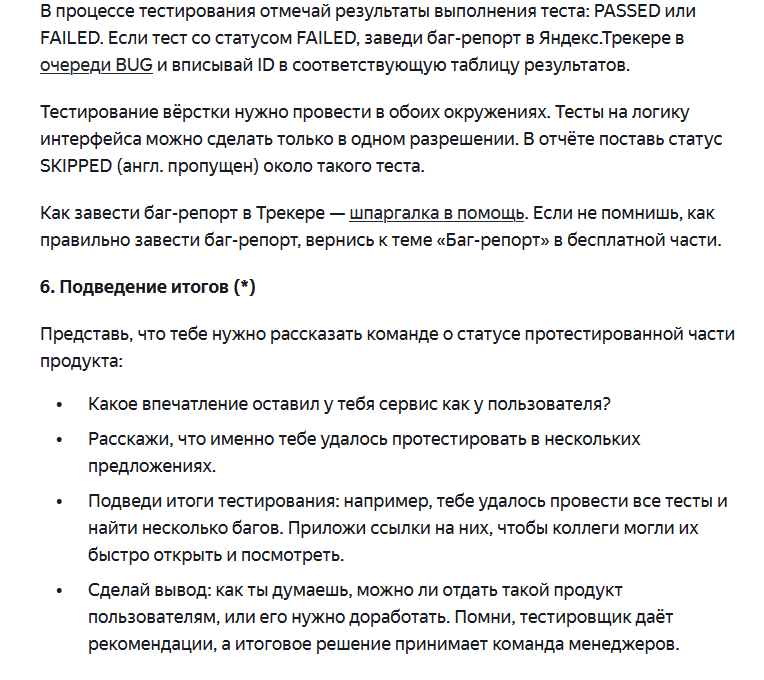 В процессе тестирования отмечай результаты выполнения теста: PASSED или
FAILED. Если тест со статусом FAILED, заведи баг-репорт в Яндекс.Трекере в
очереди BUG и вписывай ID в соответствующую таблицу результатов.
Тестирование вёрстки нужно провести в обоих окружениях. Тесты на логику
интерфейса можно сделать только в одном разрешении. В отчёте поставь статус
SKIPPED (англ. пропущен) около такого теста.
Как завести баг-репорт в Трекере — шпаргалка в помощь. Если не помнишь, как
правильно завести баг-репорт, вернись к теме «Баг-репорт» в бесплатной части.
6. Подведение итогов (*)
Представь, что тебе нужно рассказать команде о статусе протестированной части
продукта:
• Какое впечатление оставил у тебя сервис как у пользователя?
• Расскажи, что именно тебе удалось протестировать в нескольких
предложениях.
• Подведи итоги тестирования: например, тебе удалось провести все тесты и
найти несколько багов. Приложи ссылки на них, чтобы коллеги могли их
быстро открыть и посмотреть.
• Сделай вывод: как ты думаешь, можно ли отдать такой продукт
пользователям, или его нужно доработать. Помни, тестировщик даёт
рекомендации, а итоговое решение принимает команда менеджеров.